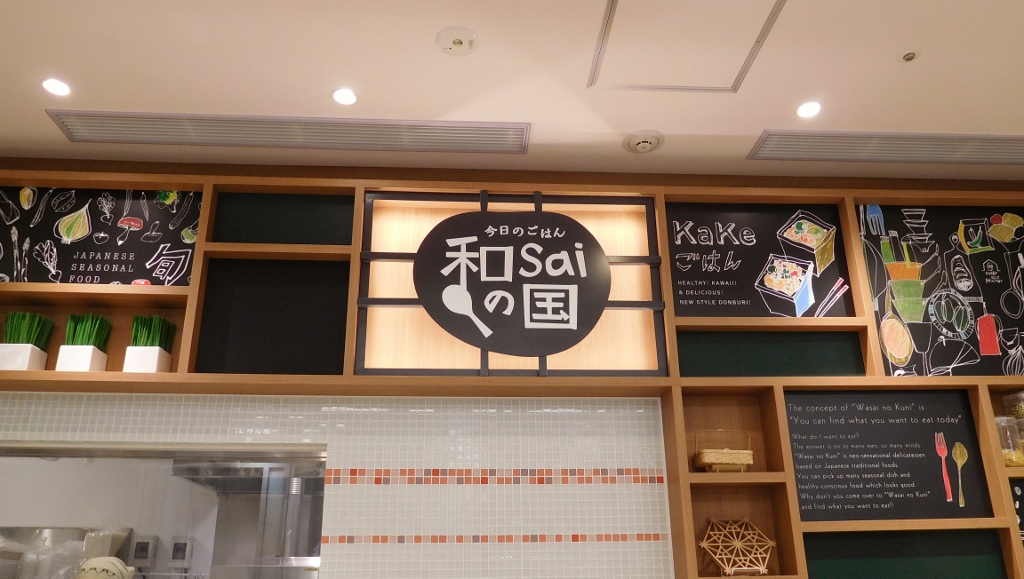 JAPANESE
SEASONAL
FOOD
旬
今日のごはん
和Sai
の国
KaKe
ごはん
HEALTHY! KAWAII!
& DELICIOUS!
NEW STYLE DONBURI!
The concept of "Wasai no Kuni" is
"You can find what you want to eat today".
What do I want to eat?
The answer is on so many men, so many minds.
"Wasai no Kuni" is neo-sensational delicatessen
based on Japanese traditional foods.
You can pick up many seasonal dish and
healthy-conscious food which looks good.
Why don't you come over to "Wasai no Kuni"
and find what you want to eat!!